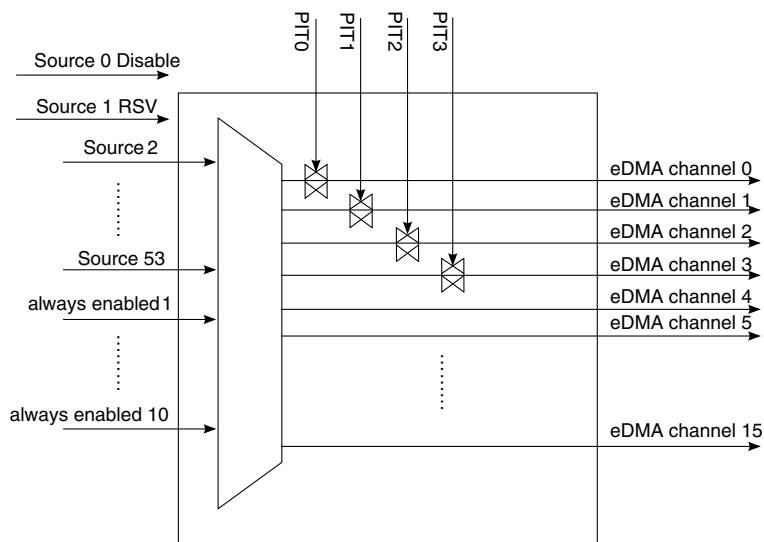 PIT0
PIT1
PIT2
PIT3
Source 0 Disable
Source 1 RSV
Source 2
Source 53
always enabled 1
always enabled 10
eDMA channel 0
eDMA channel 1
eDMA channel 2
eDMA channel 3
eDMA channel 4
eDMA channel 5
eDMA channel 15